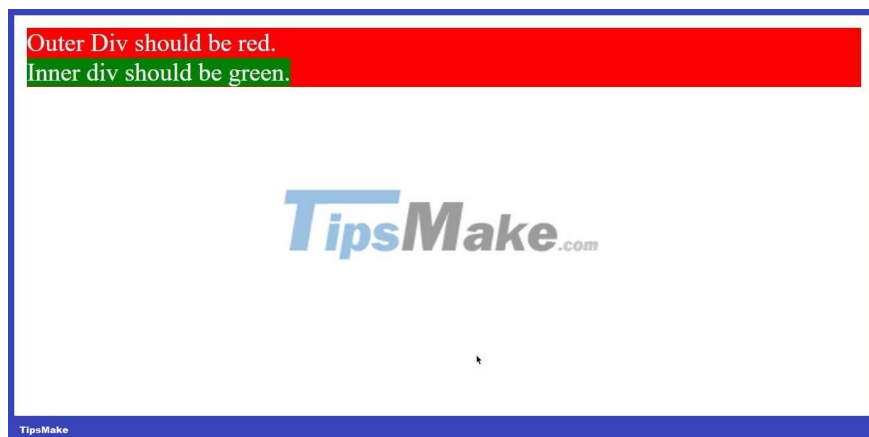 Outer Div should be red.
Inner div should be green.
TipsMake.com
TipsMake